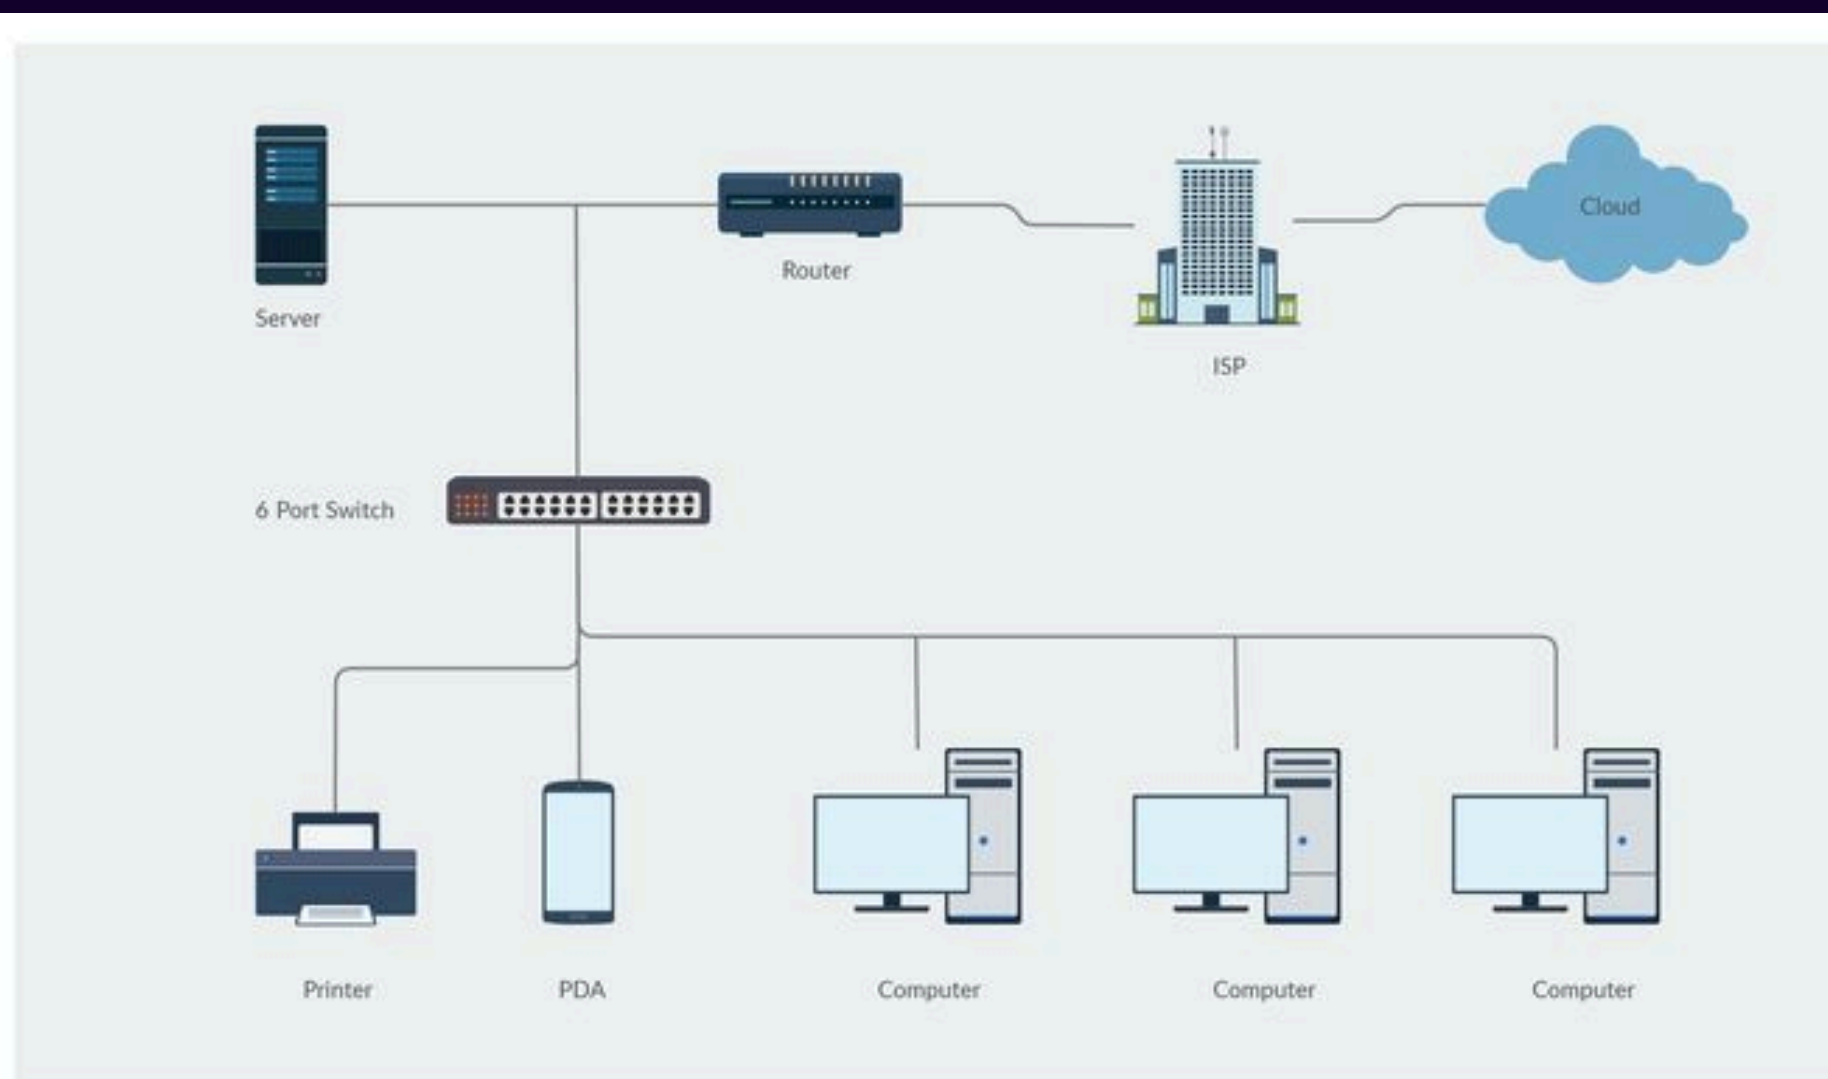 Cloud
Router
Server
ISP
6 Port Switch
Printer
PDA
Computer
Computer
Computer